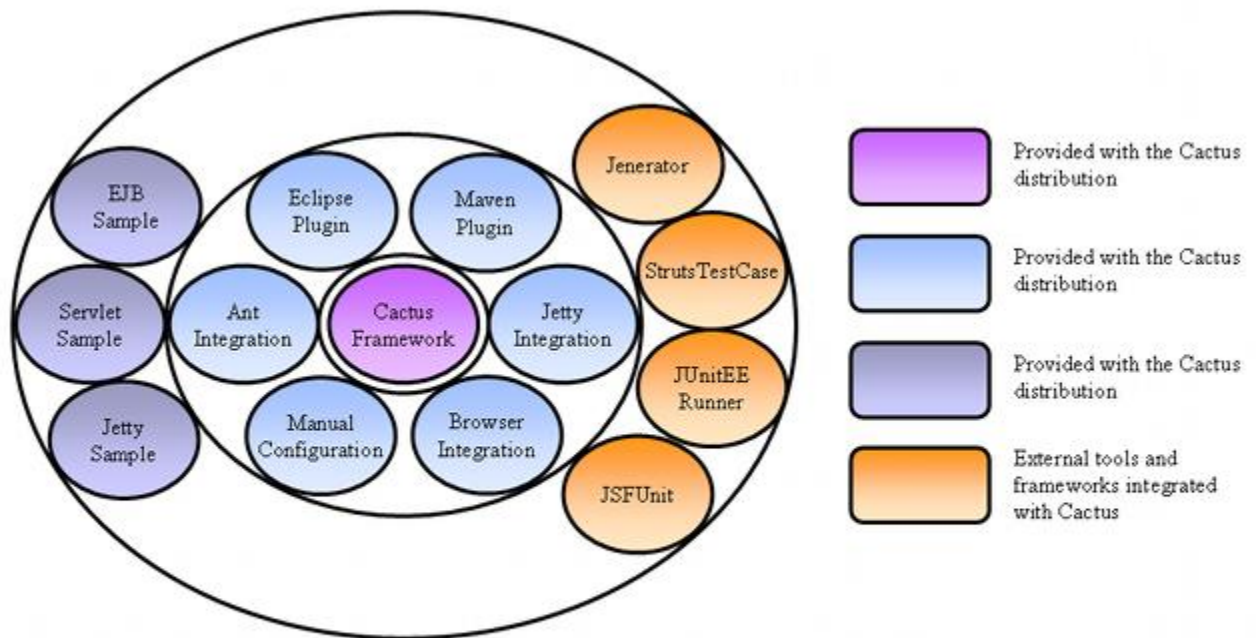 EJB
Sample
Servlet
Sample
Jetty
Sample
Eclipse
Plugin
Maven
Plugin
Ant
Integration
Cactus
Framework
Jetty
Integration
Manual
Configuration
Browser
Integration
Jenerator
StrutsTestCase
JUnitEE
Runner
JSFUnit
Provided with the Cactus
distribution
Provided with the Cactus
distribution
Provided with the Cactus
distribution
External tools and
frameworks integrated
with Cactus